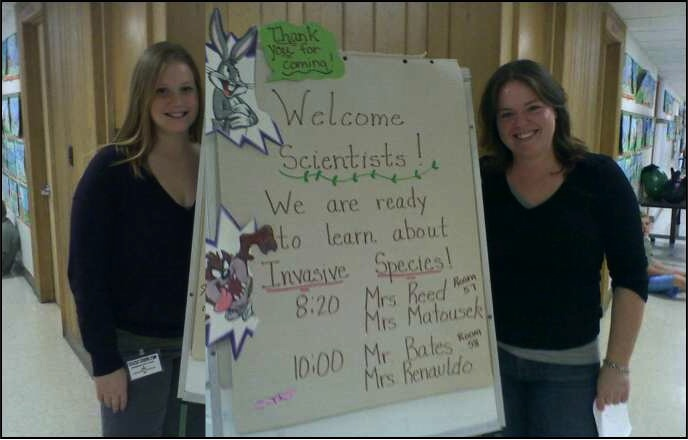 Thank
you for
coming!
Welcome
Scientists!
We are ready
to learn about
Invasive Species!
8:20 Mrs Reed Room 57
Mrs Matousek
10:00 Mr. Bates Room 58
Mrs. Renauldo